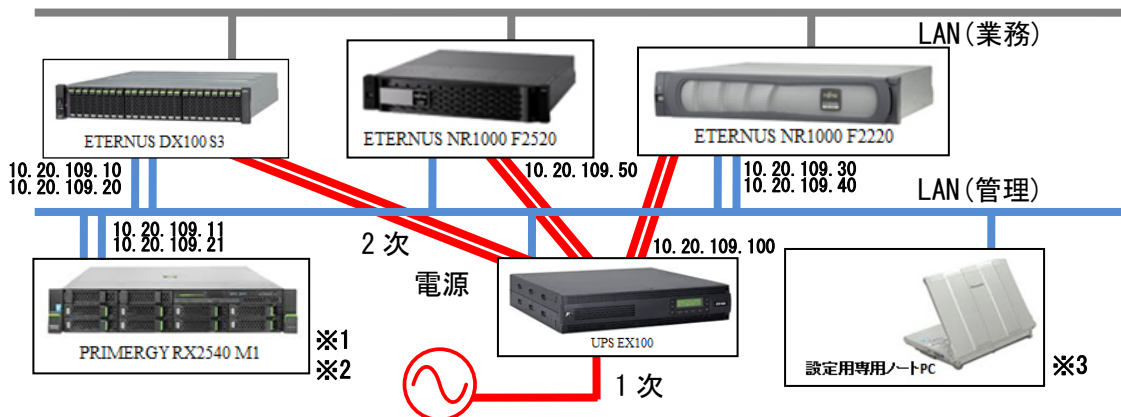 LAN(業務)
ETERNUS DX100 S3
ETERNUS NR1000 F2520
ETERNUS NR1000 F2220
10.20.109.10
10.20.109.20
10.20.109.50
10.20.109.30
10.20.109.40
LAN(管理)
10.20.109.11
10.20.109.21
2次
電源
10.20.109.100
PRIMERGY RX2540 M1
※1
※2
UPS EX100
1次
設定用専用ノートPC
※3